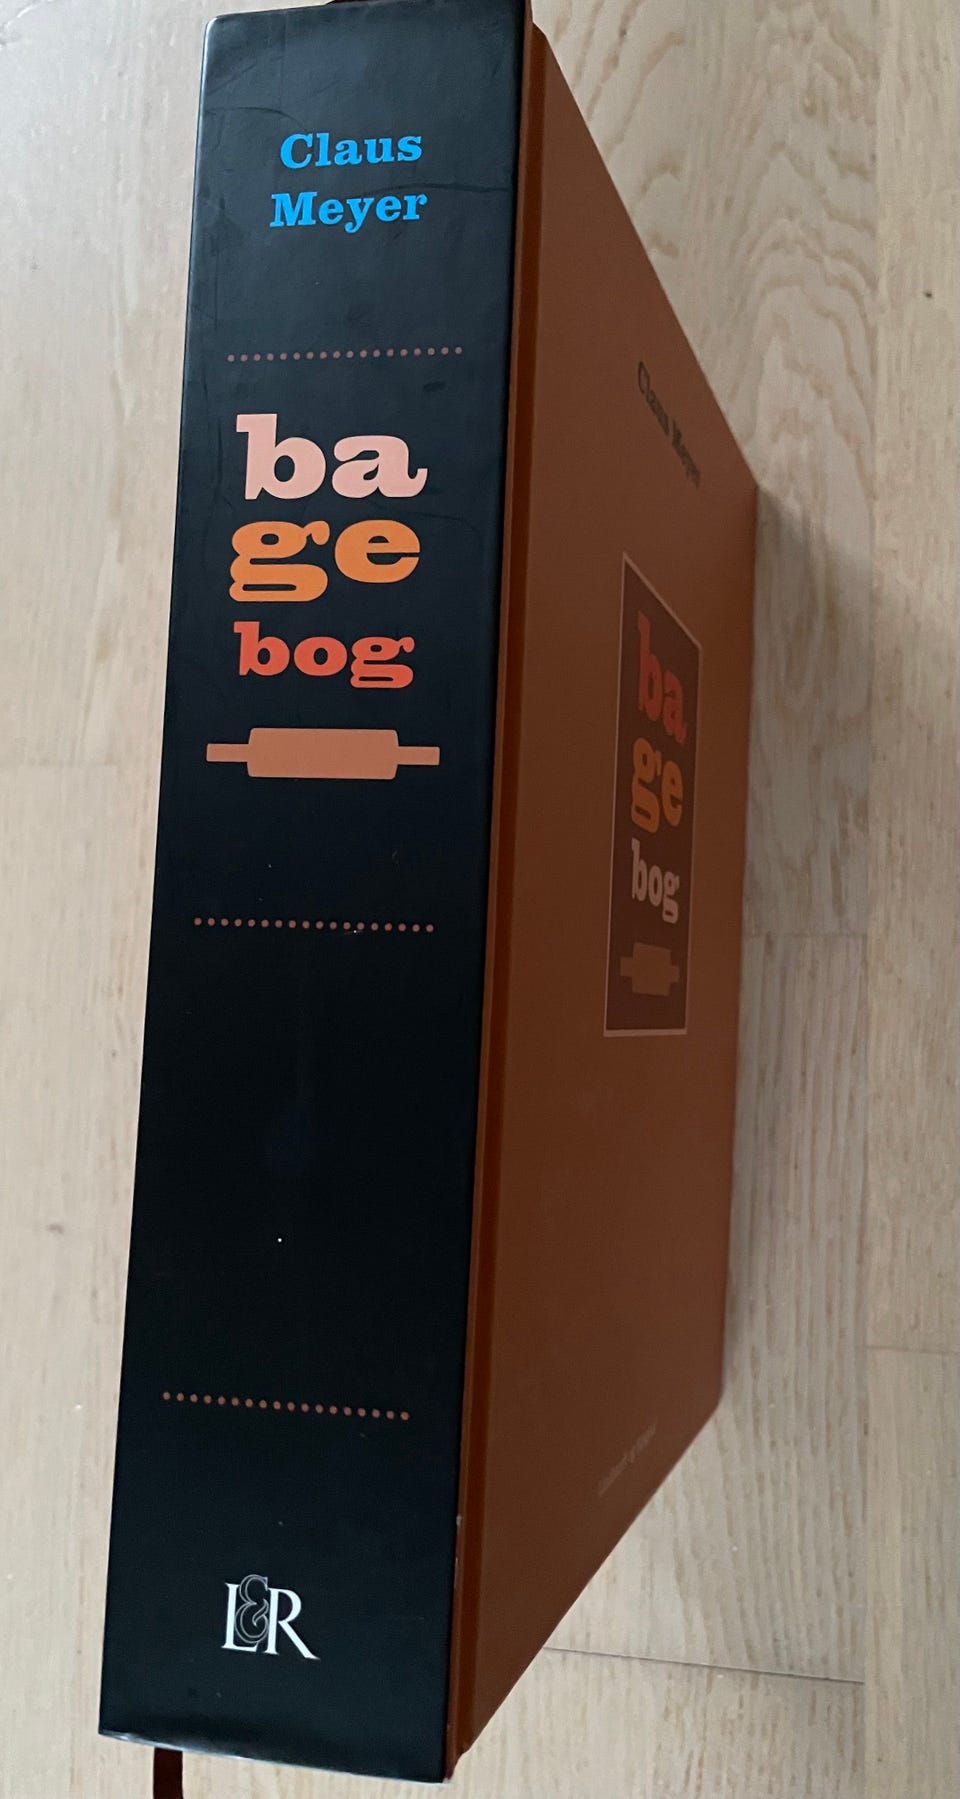 Claus
Meyer
ba
ge
bog
L&R
Claus Meyer
ba
ge
bog